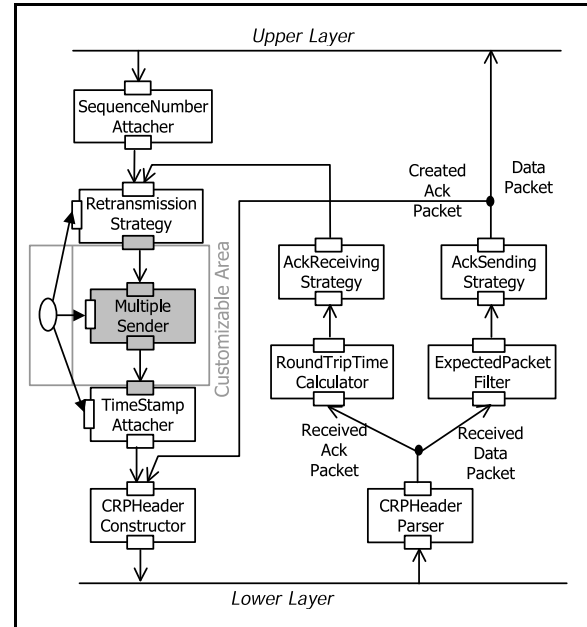 Upper Layer
SequenceNumber
Attacher
Retransmission
Strategy
Multiple
Sender
Customizable Area
TimeStamp
Attacher
CRPHeader
Constructor
Created
Ack
Packet
Data
Packet
AckReceiving
Strategy
AckSending
Strategy
RoundTripTime
Calculator
ExpectedPacket
Filter
Received
Ack
Packet
Received
Data
Packet
CRPHeader
Parser
Lower Layer